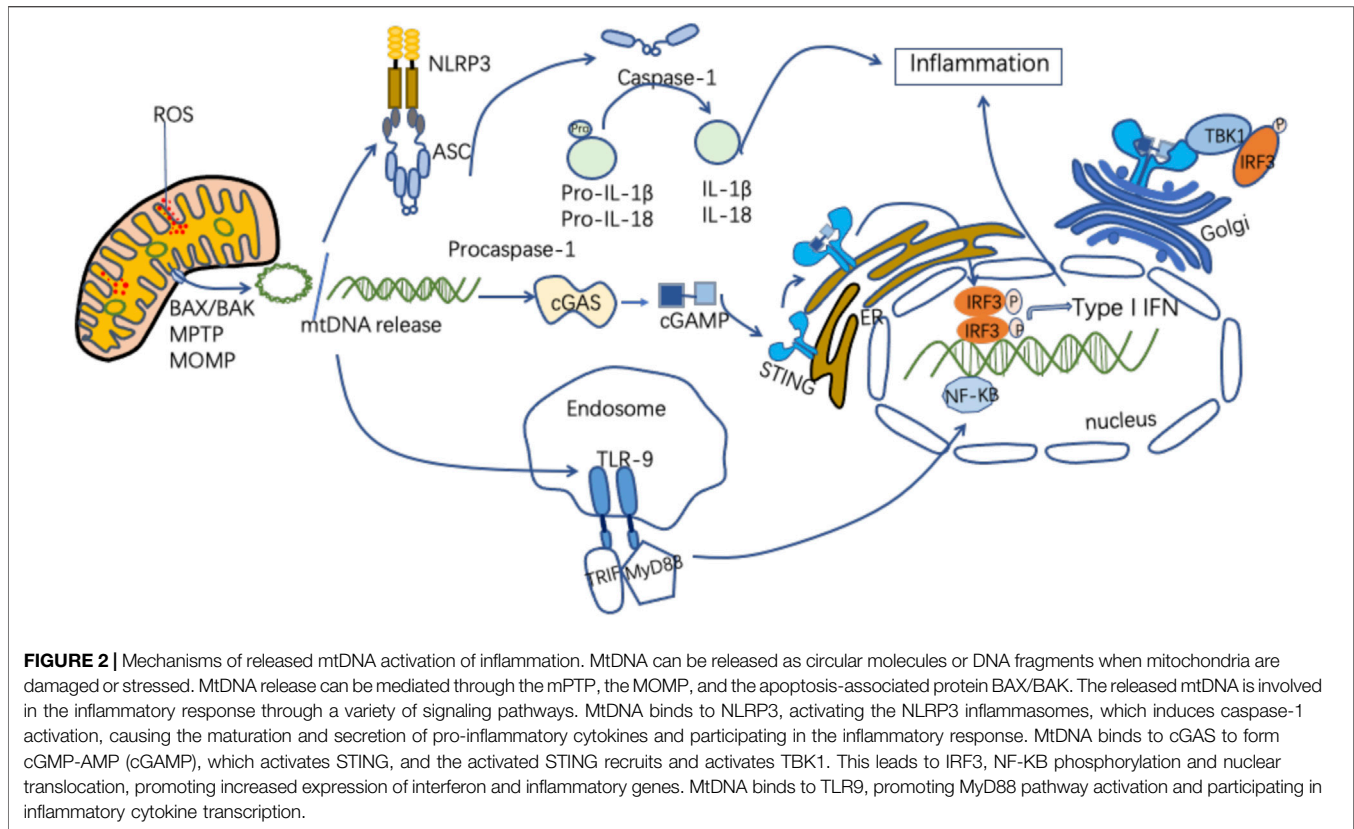 NLRP3
ROS
Caspase-1
Inflammation
ASC
Pro
Pro-IL-1β
Pro-IL-18
IL-1β
IL-18
TBK1
P
IRF3
Golgi
Procaspase-1
BAX/BAK
MPTP
MOMP
mtDNA release
cGAS
cGAMP
STING
ER
IRF3 P
IRF3 P
Type I IFN
NF-KB
nucleus
Endosome
TLR-9
TRIF
MyD88
FIGURE 2 | Mechanisms of released mtDNA activation of inflammation. MtDNA can be released as circular molecules or DNA fragments when mitochondria are
damaged or stressed. MtDNA release can be mediated through the mPTP, the MOMP, and the apoptosis-associated protein BAX/BAK. The released mtDNA is involved
in the inflammatory response through a variety of signaling pathways. MtDNA binds to NLRP3, activating the NLRP3 inflammasomes, which induces caspase-1
activation, causing the maturation and secretion of pro-inflammatory cytokines and participating in the inflammatory response. MtDNA binds to cGAS to form
cGMP-AMP (cGAMP), which activates STING, and the activated STING recruits and activates TBK1. This leads to IRF3, NF-KB phosphorylation and nuclear
translocation, promoting increased expression of interferon and inflammatory genes. MtDNA binds to TLR9, promoting MyD88 pathway activation and participating in
inflammatory cytokine transcription.